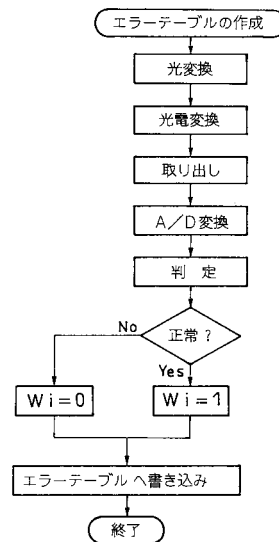 エラーテーブルの作成
光変換
光電変換
取り出し
A/D変換
判 定
正常?
No
Yes
Wi=0
Wi=1
エラーテーブルへ書き込み
終了